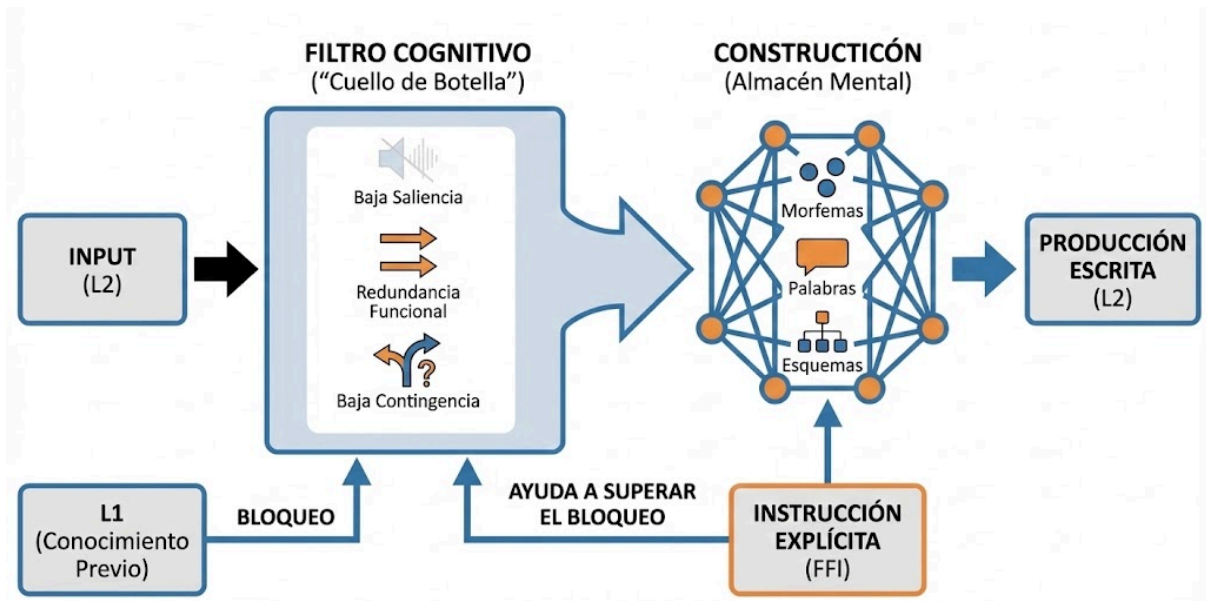 FILTRO COGNITIVO
(“Cuello de Botella”)
CONSTRUCTICÓN
(Almacén Mental)
INPUT
(L2)
Baja Saliencia
Redundancia
Funcional
?
Baja Contingencia
Morfemas
Palabras
Esquemas
PRODUCCIÓN
ESCRITA
(L2)
L1
(Conocimiento
Previo)
BLOQUEO
AYUDA A SUPERAR
EL BLOQUEO
INSTRUCCIÓN
EXPLÍCITA
(FFI)